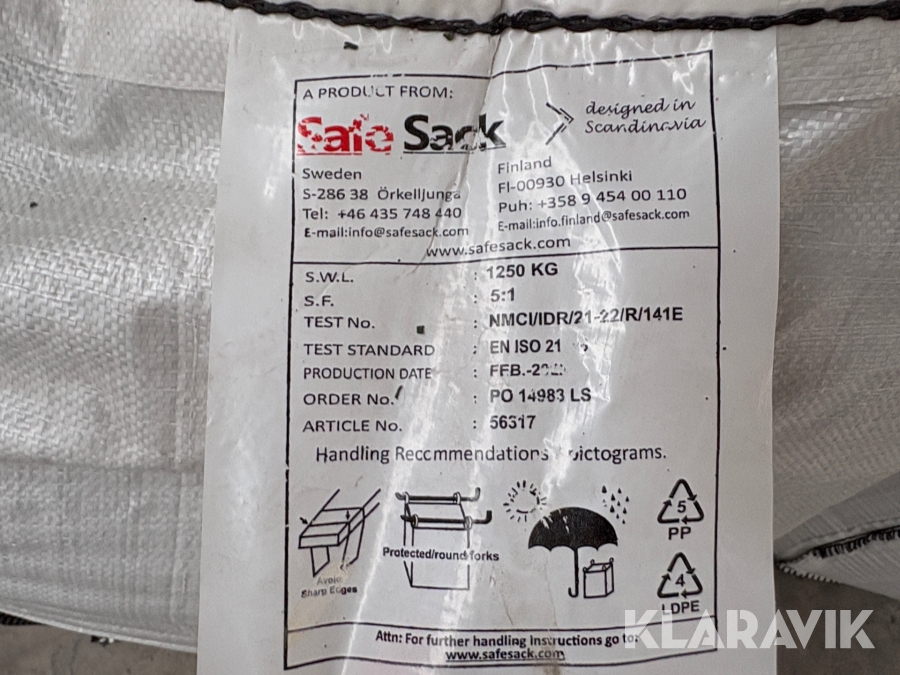 A PRODUCT FROM:
Safe Sack
designed in
Scandinavia
Sweden
S-286 38 Örkelljunga
Tel: +46 435 748 440
E-mail:info@safesack.com
Finland
FI-00930 Helsinki
Puh: +358 9 454 00 110
E-mail:info.finland@safesack.com
www.safesack.com
S.W.L. : 1250 KG
S.F. : 5:1
TEST No. : NMCI/IDR/21-22/R/141E
TEST STANDARD : EN ISO 21
PRODUCTION DATE :
ORDER No. : PO 14983 LS
ARTICLE No. : 56317
Handling Recommendations pictograms.
Avoid
Sharp Edges
Protected/round forks
5
PP
4
LDPE
Attn: For further handling Instructions go to:
www.safesack.com
KLARAVIK